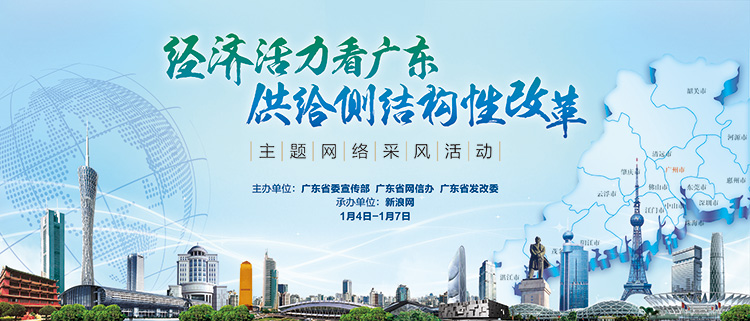 经济活力看广东
供给侧结构性改革
主题网络采风活动
主办单位：广东省委宣传部 广东省网信办 广东省发改委
承办单位：新浪网
1月4日-1月7日
韶关市
河源市
清远市
肇庆市
广州市
惠州市
云浮市
佛山市
东莞市
深圳市
江门市
中山市
珠海市
阳江市
湛江市